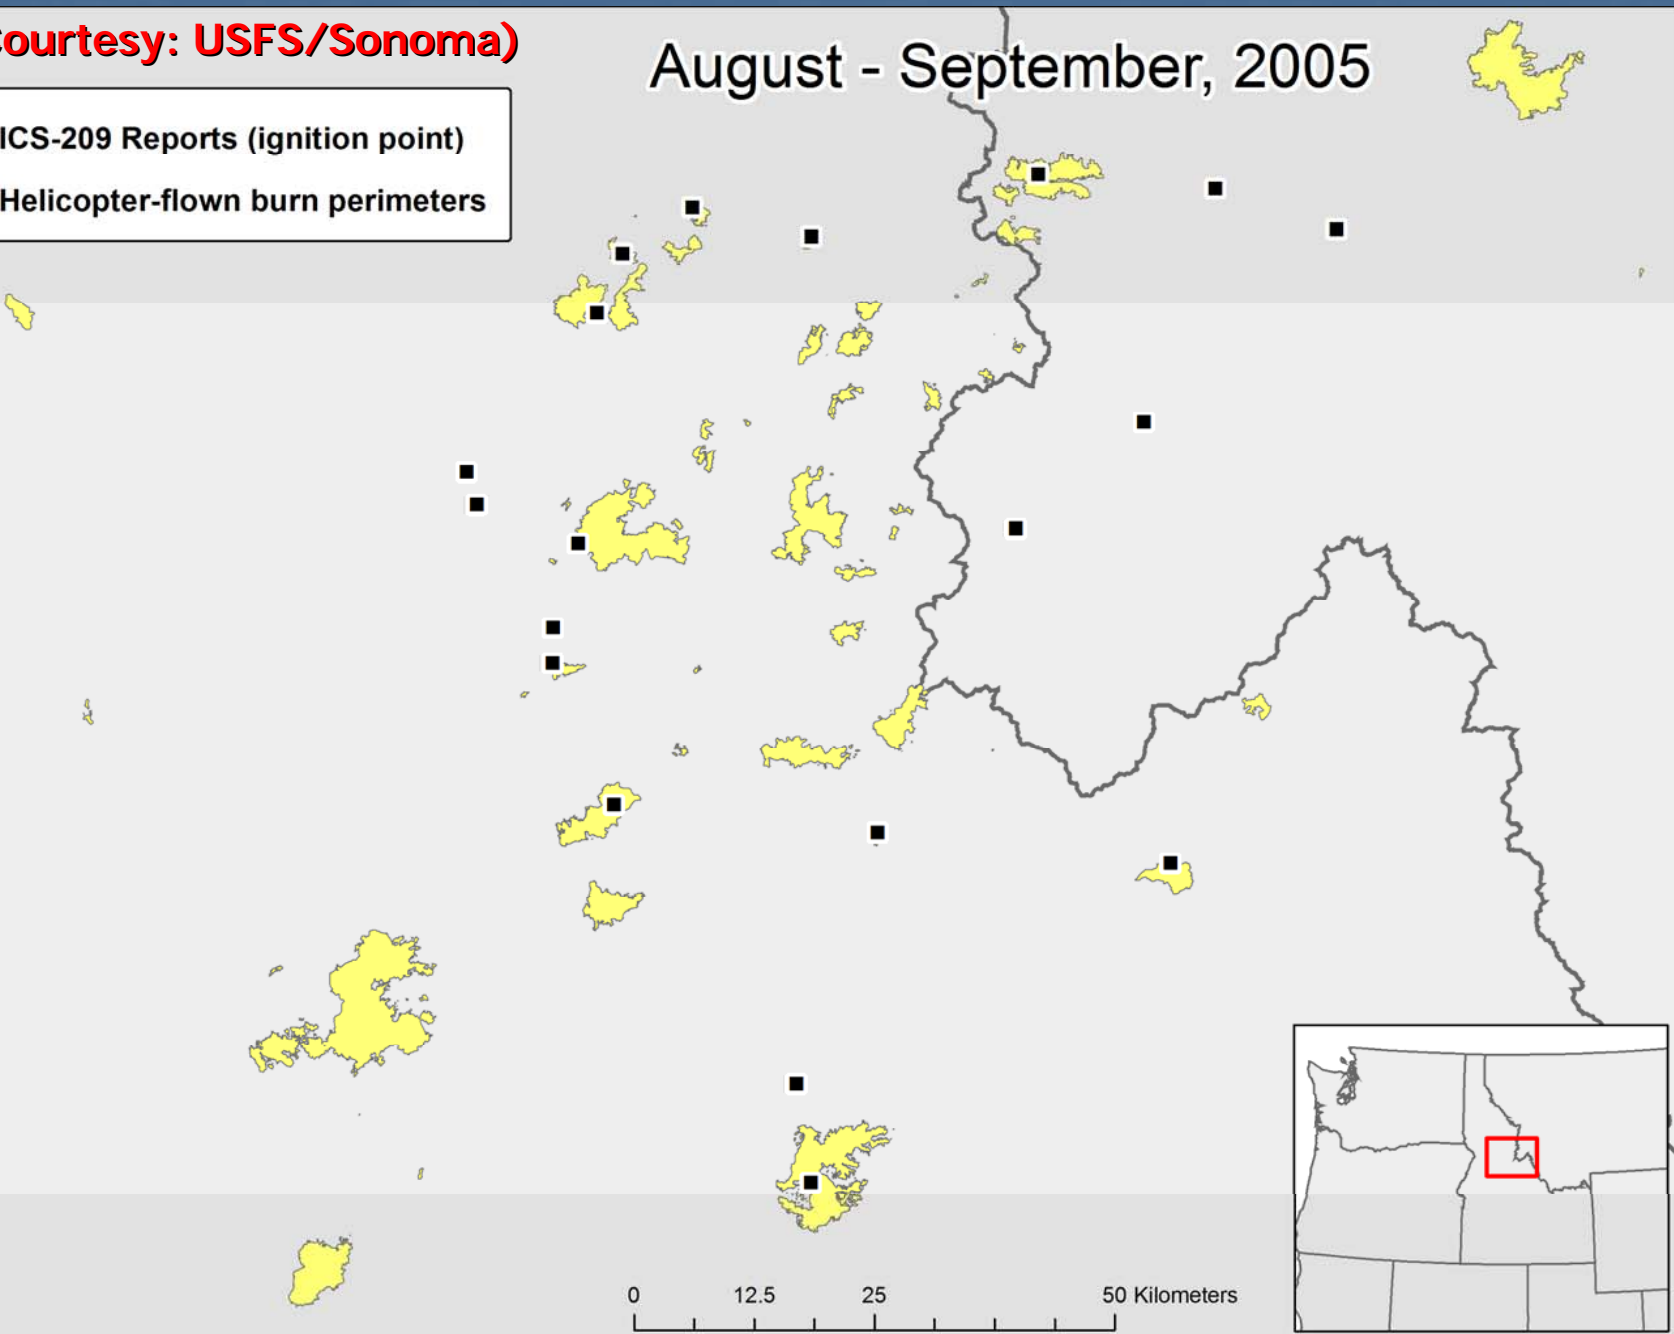 ourtesy: USFS/Sonoma)
August - September, 2005
ICS-209 Reports (ignition point)
Helicopter-flown burn perimeters
0 12.5 25 50 Kilometers